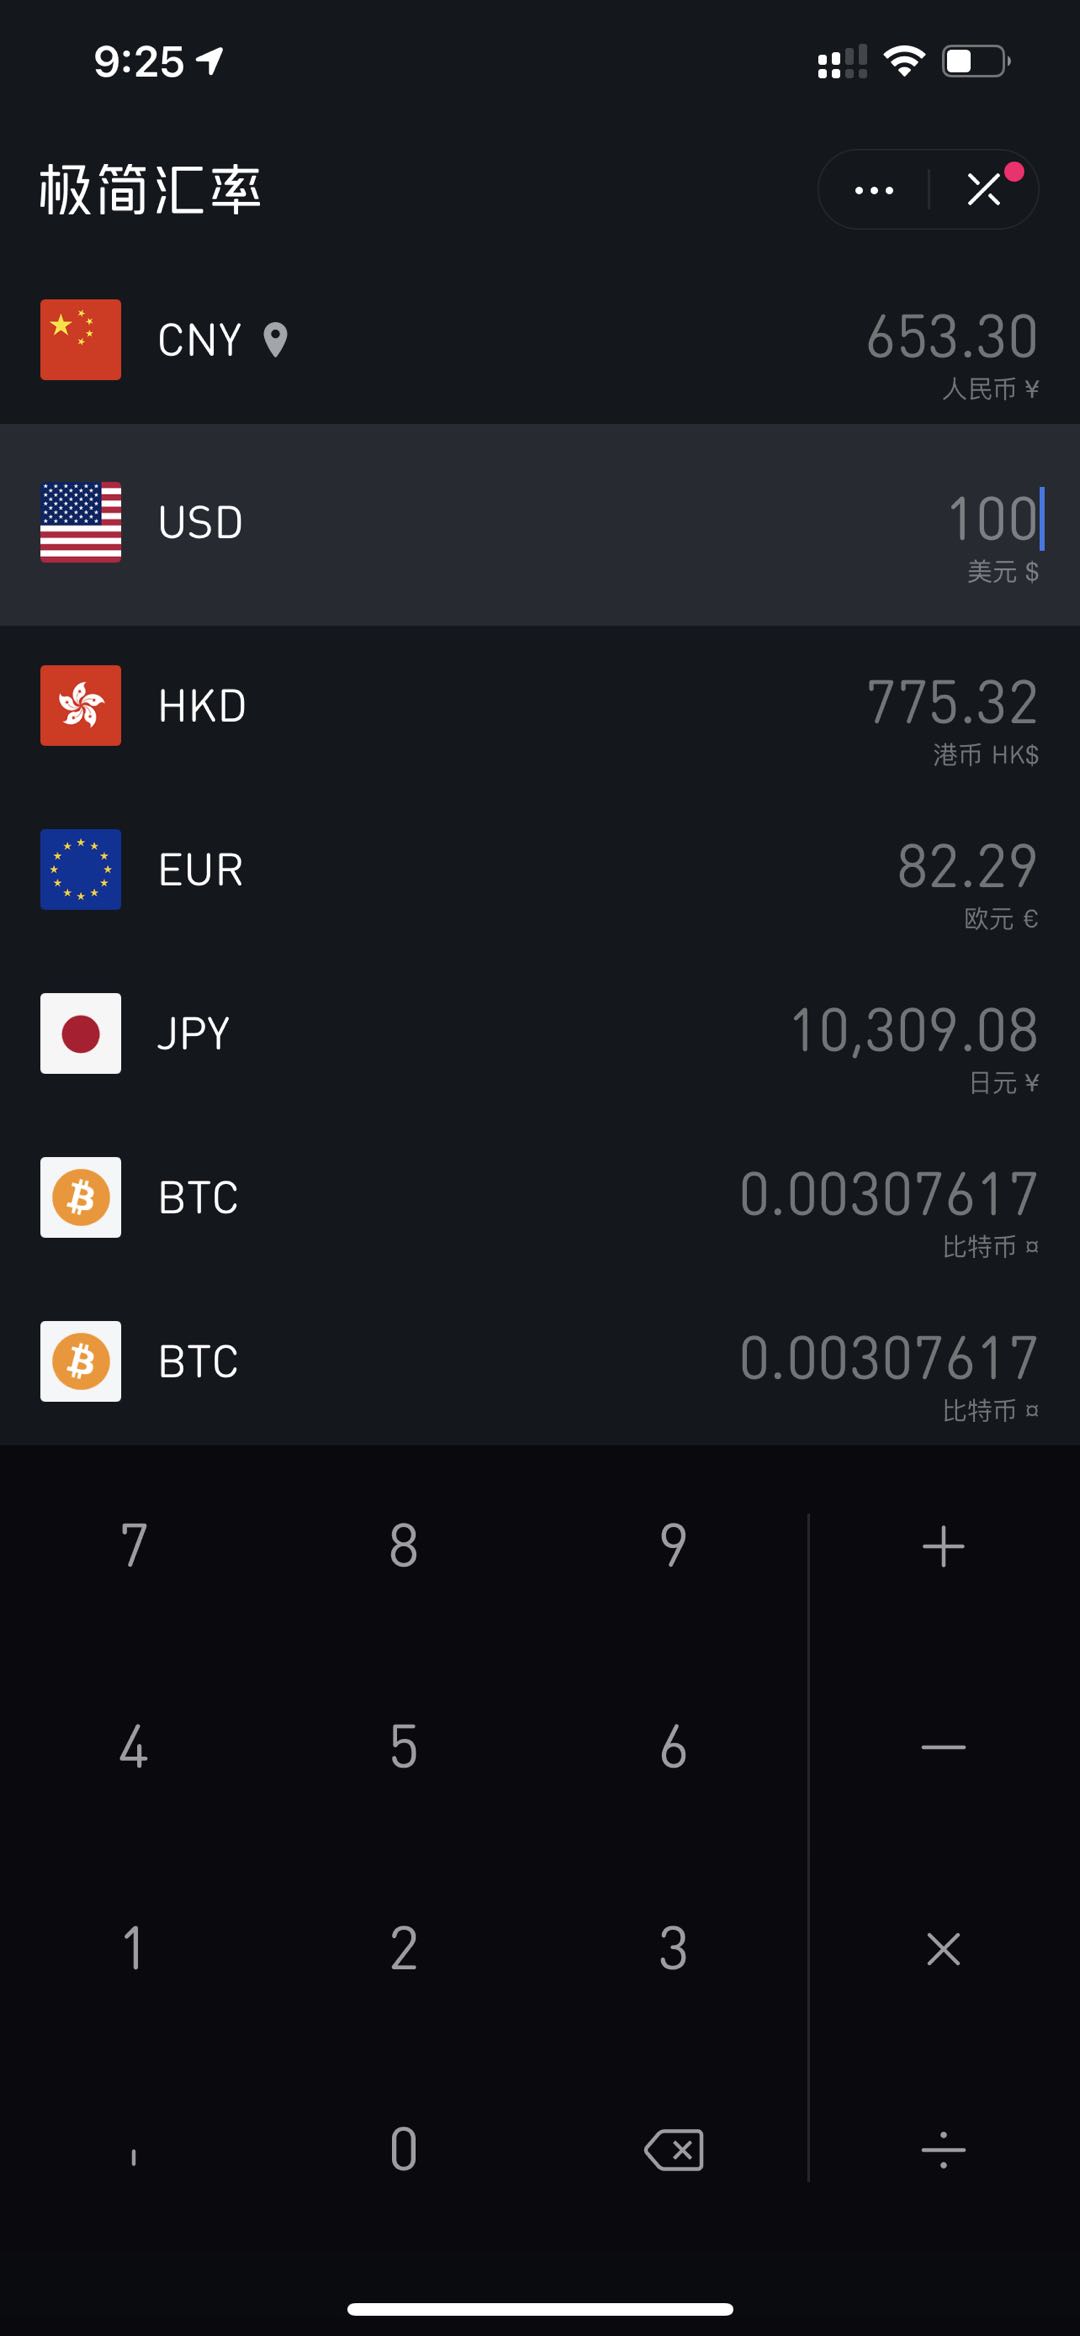 9:25
极简汇率
CNY 653.30
人民币 ¥
USD 100
美元 $
HKD 775.32
港币 HK$
EUR 82.29
欧元 €
JPY 10,309.08
日元 ¥
BTC 0.00307617
比特币 ¤
BTC 0.00307617
比特币 ¤
7 8 9 +
4 5 6 −
1 2 3 ×
, 0 ÷